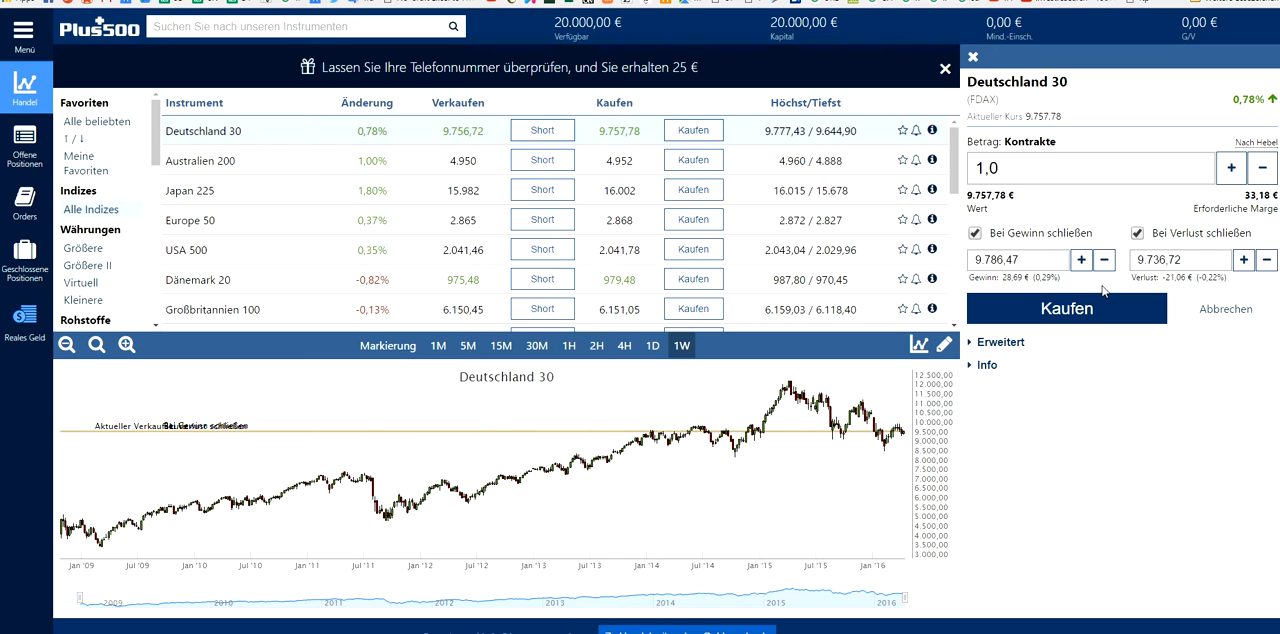 Menü
Plus500
Suchen Sie nach unseren Instrumenten
20.000,00 €
Verfügbar
20.000,00 €
Kapital
0,00 €
Mind.-Einsch.
0,00 €
G/V
Handel
Offene
Positionen
Orders
Geschlossene
Positionen
Reales Geld
Lassen Sie Ihre Telefonnummer überprüfen, und Sie erhalten 25 €
Favoriten
Alle beliebten
↑ / ↓
Meine
Favoriten
Indizes
Alle Indizes
Währungen
Größere
Größere II
Virtuell
Kleinere
Rohstoffe
Instrument Änderung Verkaufen Kaufen Höchst/Tiefst
Deutschland 30 0,78% 9.756,72 Short 9.757,78 Kaufen 9.777,43 / 9.644,90
Australien 200 1,00% 4.950 Short 4.952 Kaufen 4.960 / 4.888
Japan 225 1,80% 15.982 Short 16.002 Kaufen 16.015 / 15.678
Europe 50 0,37% 2.865 Short 2.868 Kaufen 2.872 / 2.827
USA 500 0,35% 2.041,46 Short 2.041,78 Kaufen 2.043,04 / 2.029,96
Dänemark 20 -0,82% 975,48 Short 979,48 Kaufen 987,80 / 970,45
Großbritannien 100 -0,13% 6.150,45 Short 6.151,05 Kaufen 6.159,03 / 6.118,40
Markierung 1M 5M 15M 30M 1H 2H 4H 1D 1W
Deutschland 30
Aktueller
12.500,00
12.000,00
11.500,00
11.000,00
10.500,00
10.000,00
9.500,00
9.000,00
8.500,00
8.000,00
7.500,00
7.000,00
6.500,00
6.000,00
5.500,00
5.000,00
4.500,00
4.000,00
3.500,00
3.000,00
Jan '09 Jul '09 Jan '10 Jul '10 Jan '11 Jul '11 Jan '12 Jul '12 Jan '13 Jul '13 Jan '14 Jul '14 Jan '15 Jul '15 Jan '16
2009 2010 2011 2012 2013 2014 2015 2016
Deutschland 30
(FDAX) 0,78%
Aktueller Kurs 9.757,78
Betrag: Kontrakte Nach Hebel
1,0 + −
9.757,78 € 33,18 €
Wert Erforderliche Marge
Bei Gewinn schließen Bei Verlust schließen
9.786,47 + − 9.736,72 + −
Gewinn: 28,69 € (0,29%) Verlust: -21,06 € (-0,22%)
Kaufen Abbrechen
Erweitert
Info